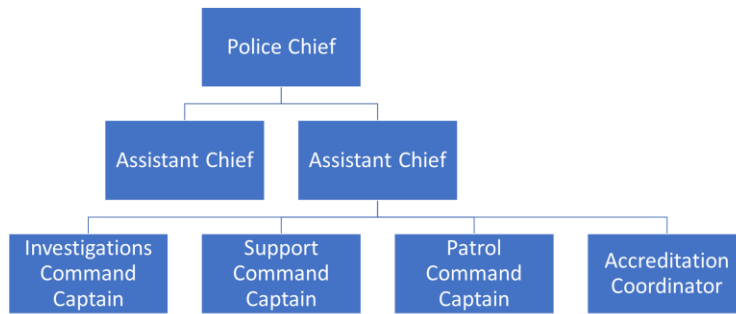 Police Chief
Assistant Chief
Assistant Chief
Investigations
Command
Captain
Support
Command
Captain
Patrol
Command
Captain
Accreditation
Coordinator